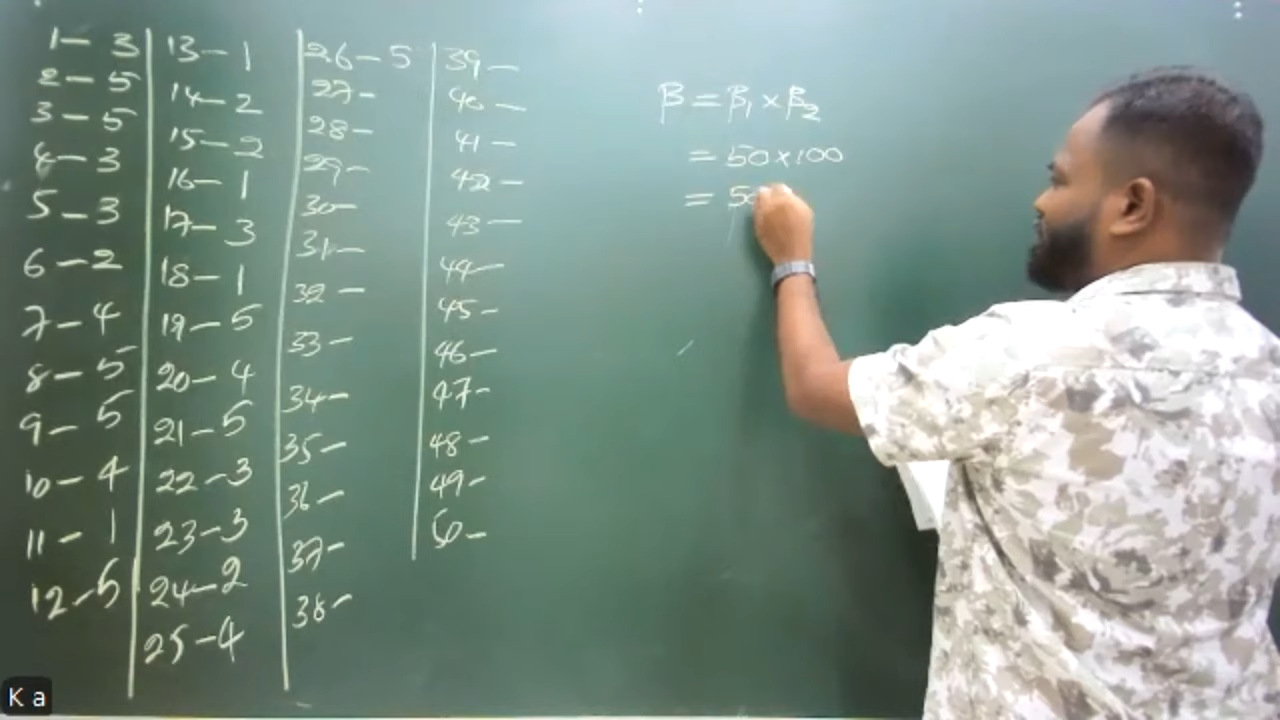 1 – 3
2 – 5
3 – 5
4 – 3
5 – 3
6 – 2
7 – 4
8 – 5
9 – 5
10 – 4
11 – 1
12 – 5
13 – 1
14 – 2
15 – 2
16 – 1
17 – 3
18 – 1
19 – 5
20 – 4
21 – 5
22 – 3
23 – 3
24 – 2
25 – 4
26 – 5
27 –
28 –
29 –
30 –
31 –
32 –
33 –
34 –
35 –
36 –
37 –
38 –
39 –
40 –
41 –
42 –
43 –
44 –
45 –
46 –
47 –
48 –
49 –
50 –
β = β₁ × β₂
= 50 × 100
= 50
K a